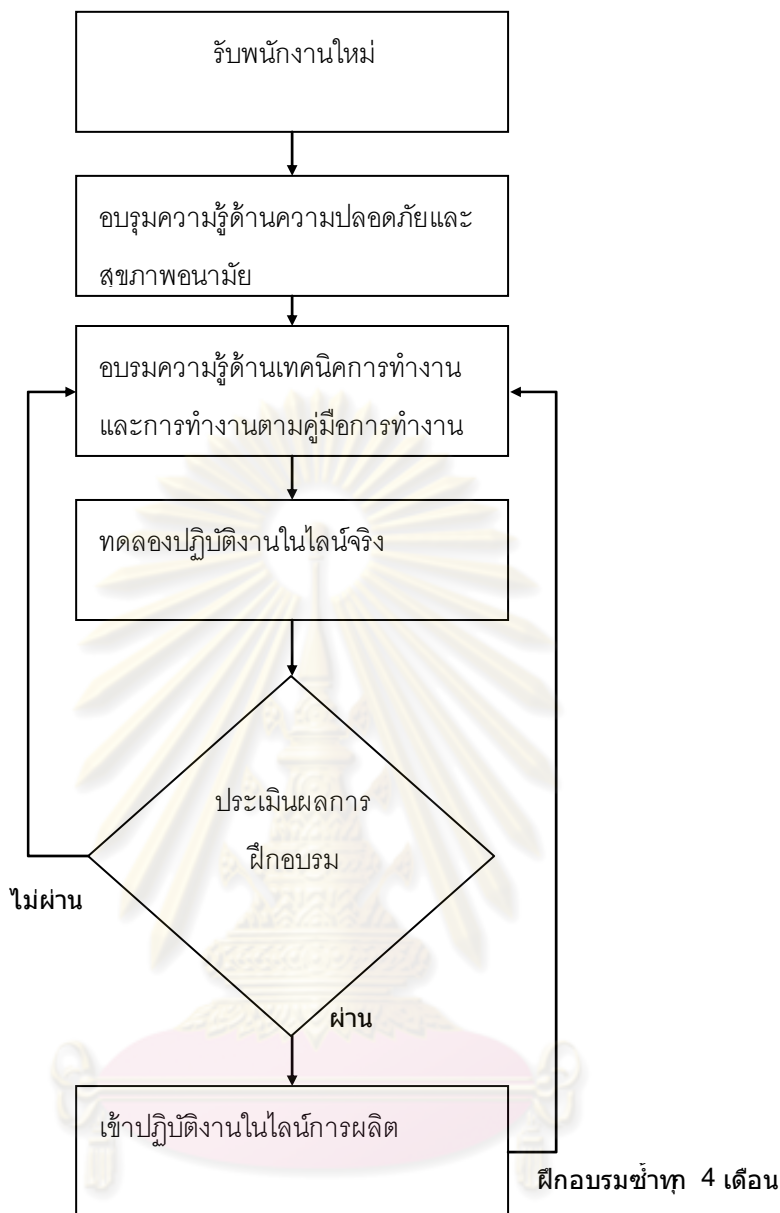 รับพนักงานใหม่
อบรุมความรู้ด้านความปลอดภัยและ
สุขภาพอนามัย
อบรมความรู้ด้านเทคนิคการทำงาน
และการทำงานตามคู่มือการทำงาน
ทดลองปฏิบัติงานในไลน์จริง
ประเมินผลการ
ฝึกอบรม
ไม่ผ่าน
ผ่าน
เข้าปฏิบัติงานในไลน์การผลิต
ฝึกอบรมซ้ำทุก 4 เดือน